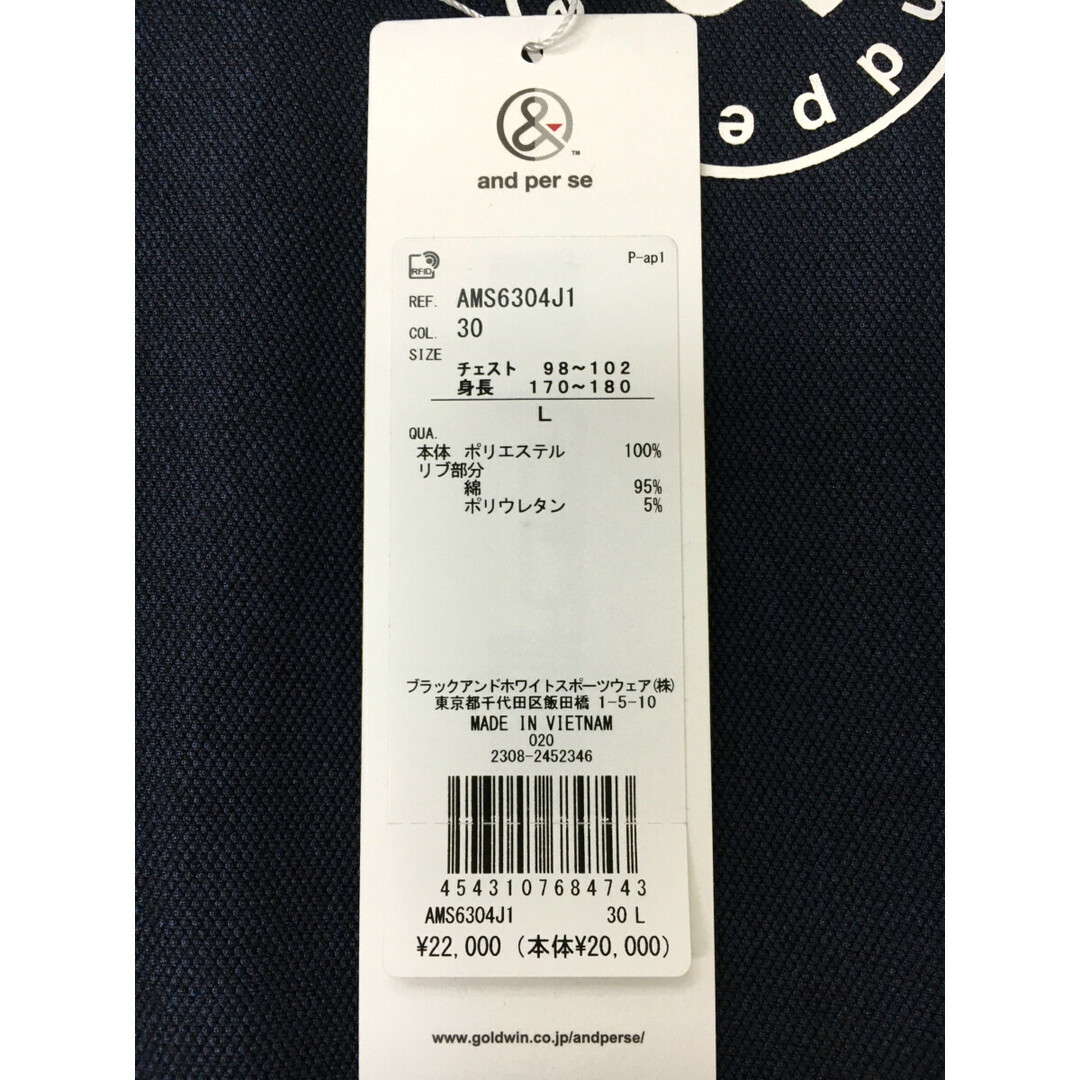 e
n
d
d
p
e
&
TM
and per se
RFID
P-ap1
REF. AMS6304J1
COL. 30
SIZE
チェスト 98〜102
身長 170〜180
L
QUA.
本体 ポリエステル 100%
リブ部分
綿 95%
ポリウレタン 5%
ブラックアンドホワイトスポーツウェア(株)
東京都千代田区飯田橋 1-5-10
MADE IN VIETNAM
020
2308-2452346
4543107684743
AMS6304J1 30 L
¥22,000 (本体¥20,000)
www.goldwin.co.jp/andperse/